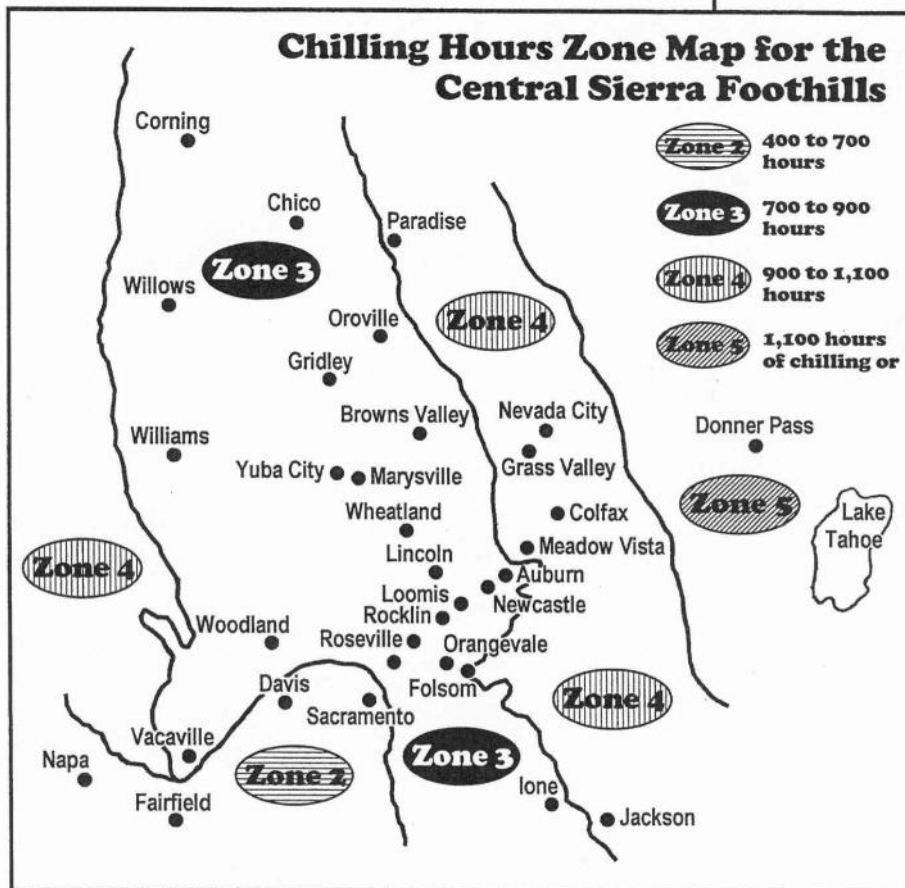 Chilling Hours Zone Map for the
Central Sierra Foothills
Zone 2
400 to 700
hours
Zone 3
700 to 900
hours
Zone 4
900 to 1,100
hours
Zone 5
1,100 hours
of chilling or
Corning
Chico
Paradise
Zone 3
Willows
Zone 4
Oroville
Gridley
Browns Valley
Nevada City
Donner Pass
Williams
Grass Valley
Yuba City
Marysville
Zone 5
Wheatland
Colfax
Lake
Tahoe
Zone 4
Lincoln
Meadow Vista
Auburn
Loomis
Newcastle
Rocklin
Woodland
Roseville
Orangevale
Folsom
Davis
Sacramento
Zone 4
Vacaville
Napa
Zone 2
Zone 3
Fairfield
Ione
Jackson